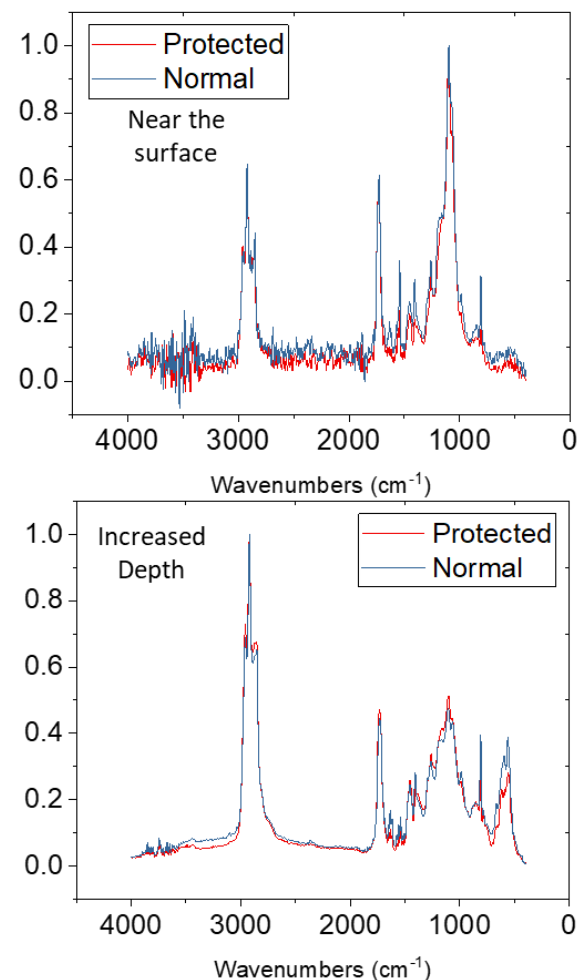 1.0
0.8
0.6
0.4
0.2
0.0
Protected
Normal
Near the
surface
4000 3000 2000 1000 0
Wavenumbers (cm⁻¹)
1.0
0.8
0.6
0.4
0.2
0.0
Increased
Depth
Protected
Normal
4000 3000 2000 1000 0
Wavenumbers (cm⁻¹)